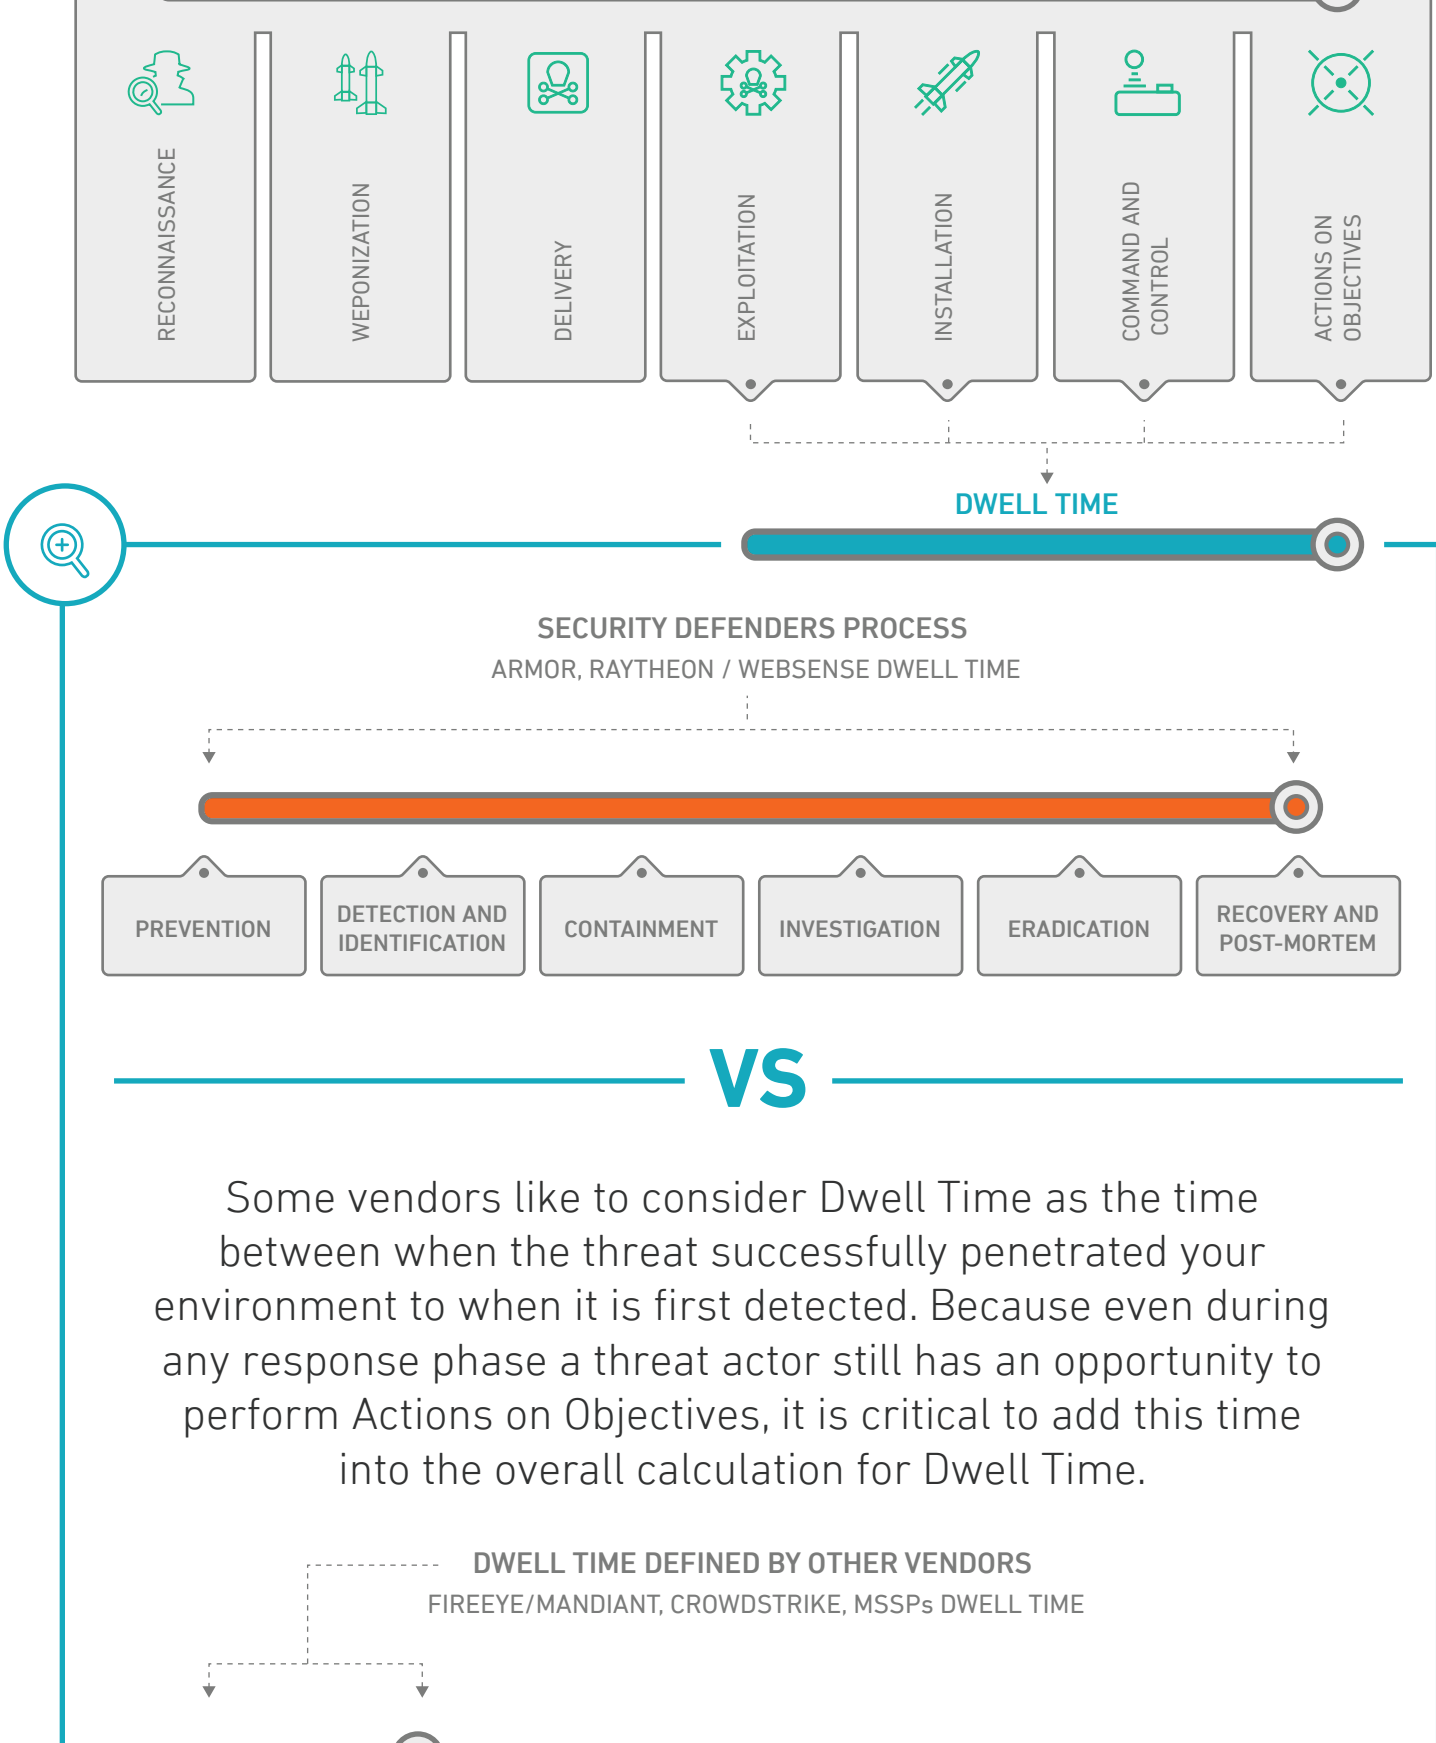 RECONNAISSANCE
WEPONIZATION
DELIVERY
EXPLOITATION
INSTALLATION
COMMAND AND
CONTROL
ACTIONS ON
OBJECTIVES
DWELL TIME
SECURITY DEFENDERS PROCESS
ARMOR, RAYTHEON / WEBSENSE DWELL TIME
PREVENTION
DETECTION AND
IDENTIFICATION
CONTAINMENT
INVESTIGATION
ERADICATION
RECOVERY AND
POST-MORTEM
VS
Some vendors like to consider Dwell Time as the time
between when the threat successfully penetrated your
environment to when it is first detected. Because even during
any response phase a threat actor still has an opportunity to
perform Actions on Objectives, it is critical to add this time
into the overall calculation for Dwell Time.
DWELL TIME DEFINED BY OTHER VENDORS
FIREEYE/MANDIANT, CROWDSTRIKE, MSSPs DWELL TIME